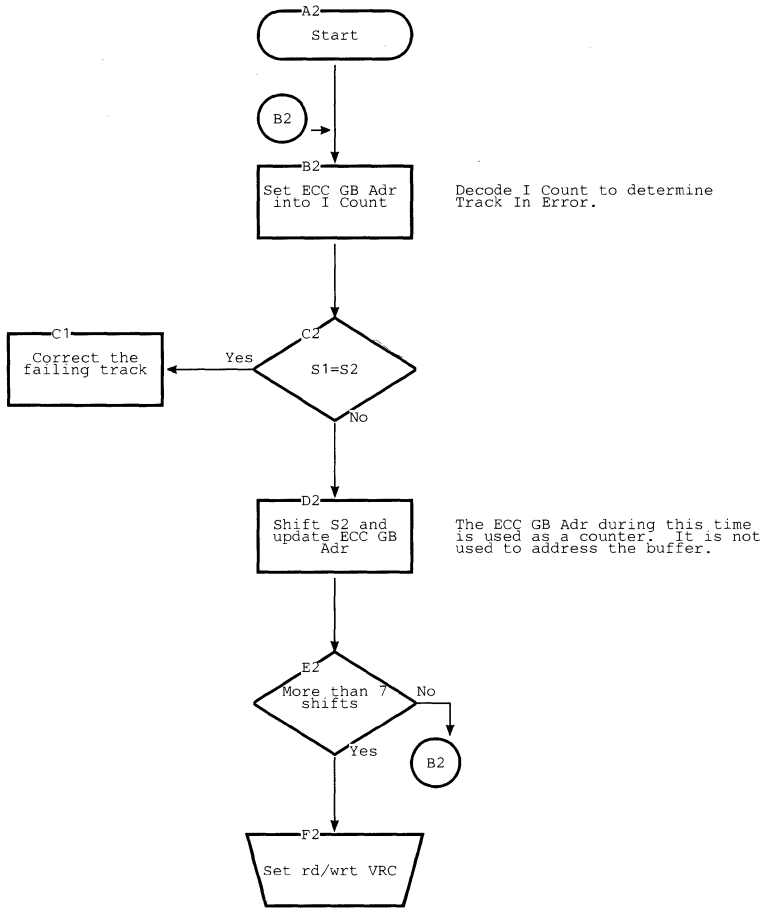 A2
Start
B2
B2
Set ECC GB Adr
into I Count
Decode I Count to determine
Track In Error.
C1
Correct the
failing track
Yes
C2
S1=S2
No
D2
Shift S2 and
update ECC GB
Adr
The ECC GB Adr during this time
is used as a counter. It is not
used to address the buffer.
E2
More than 7
shifts
No
Yes
B2
F2
Set rd/wrt VRC